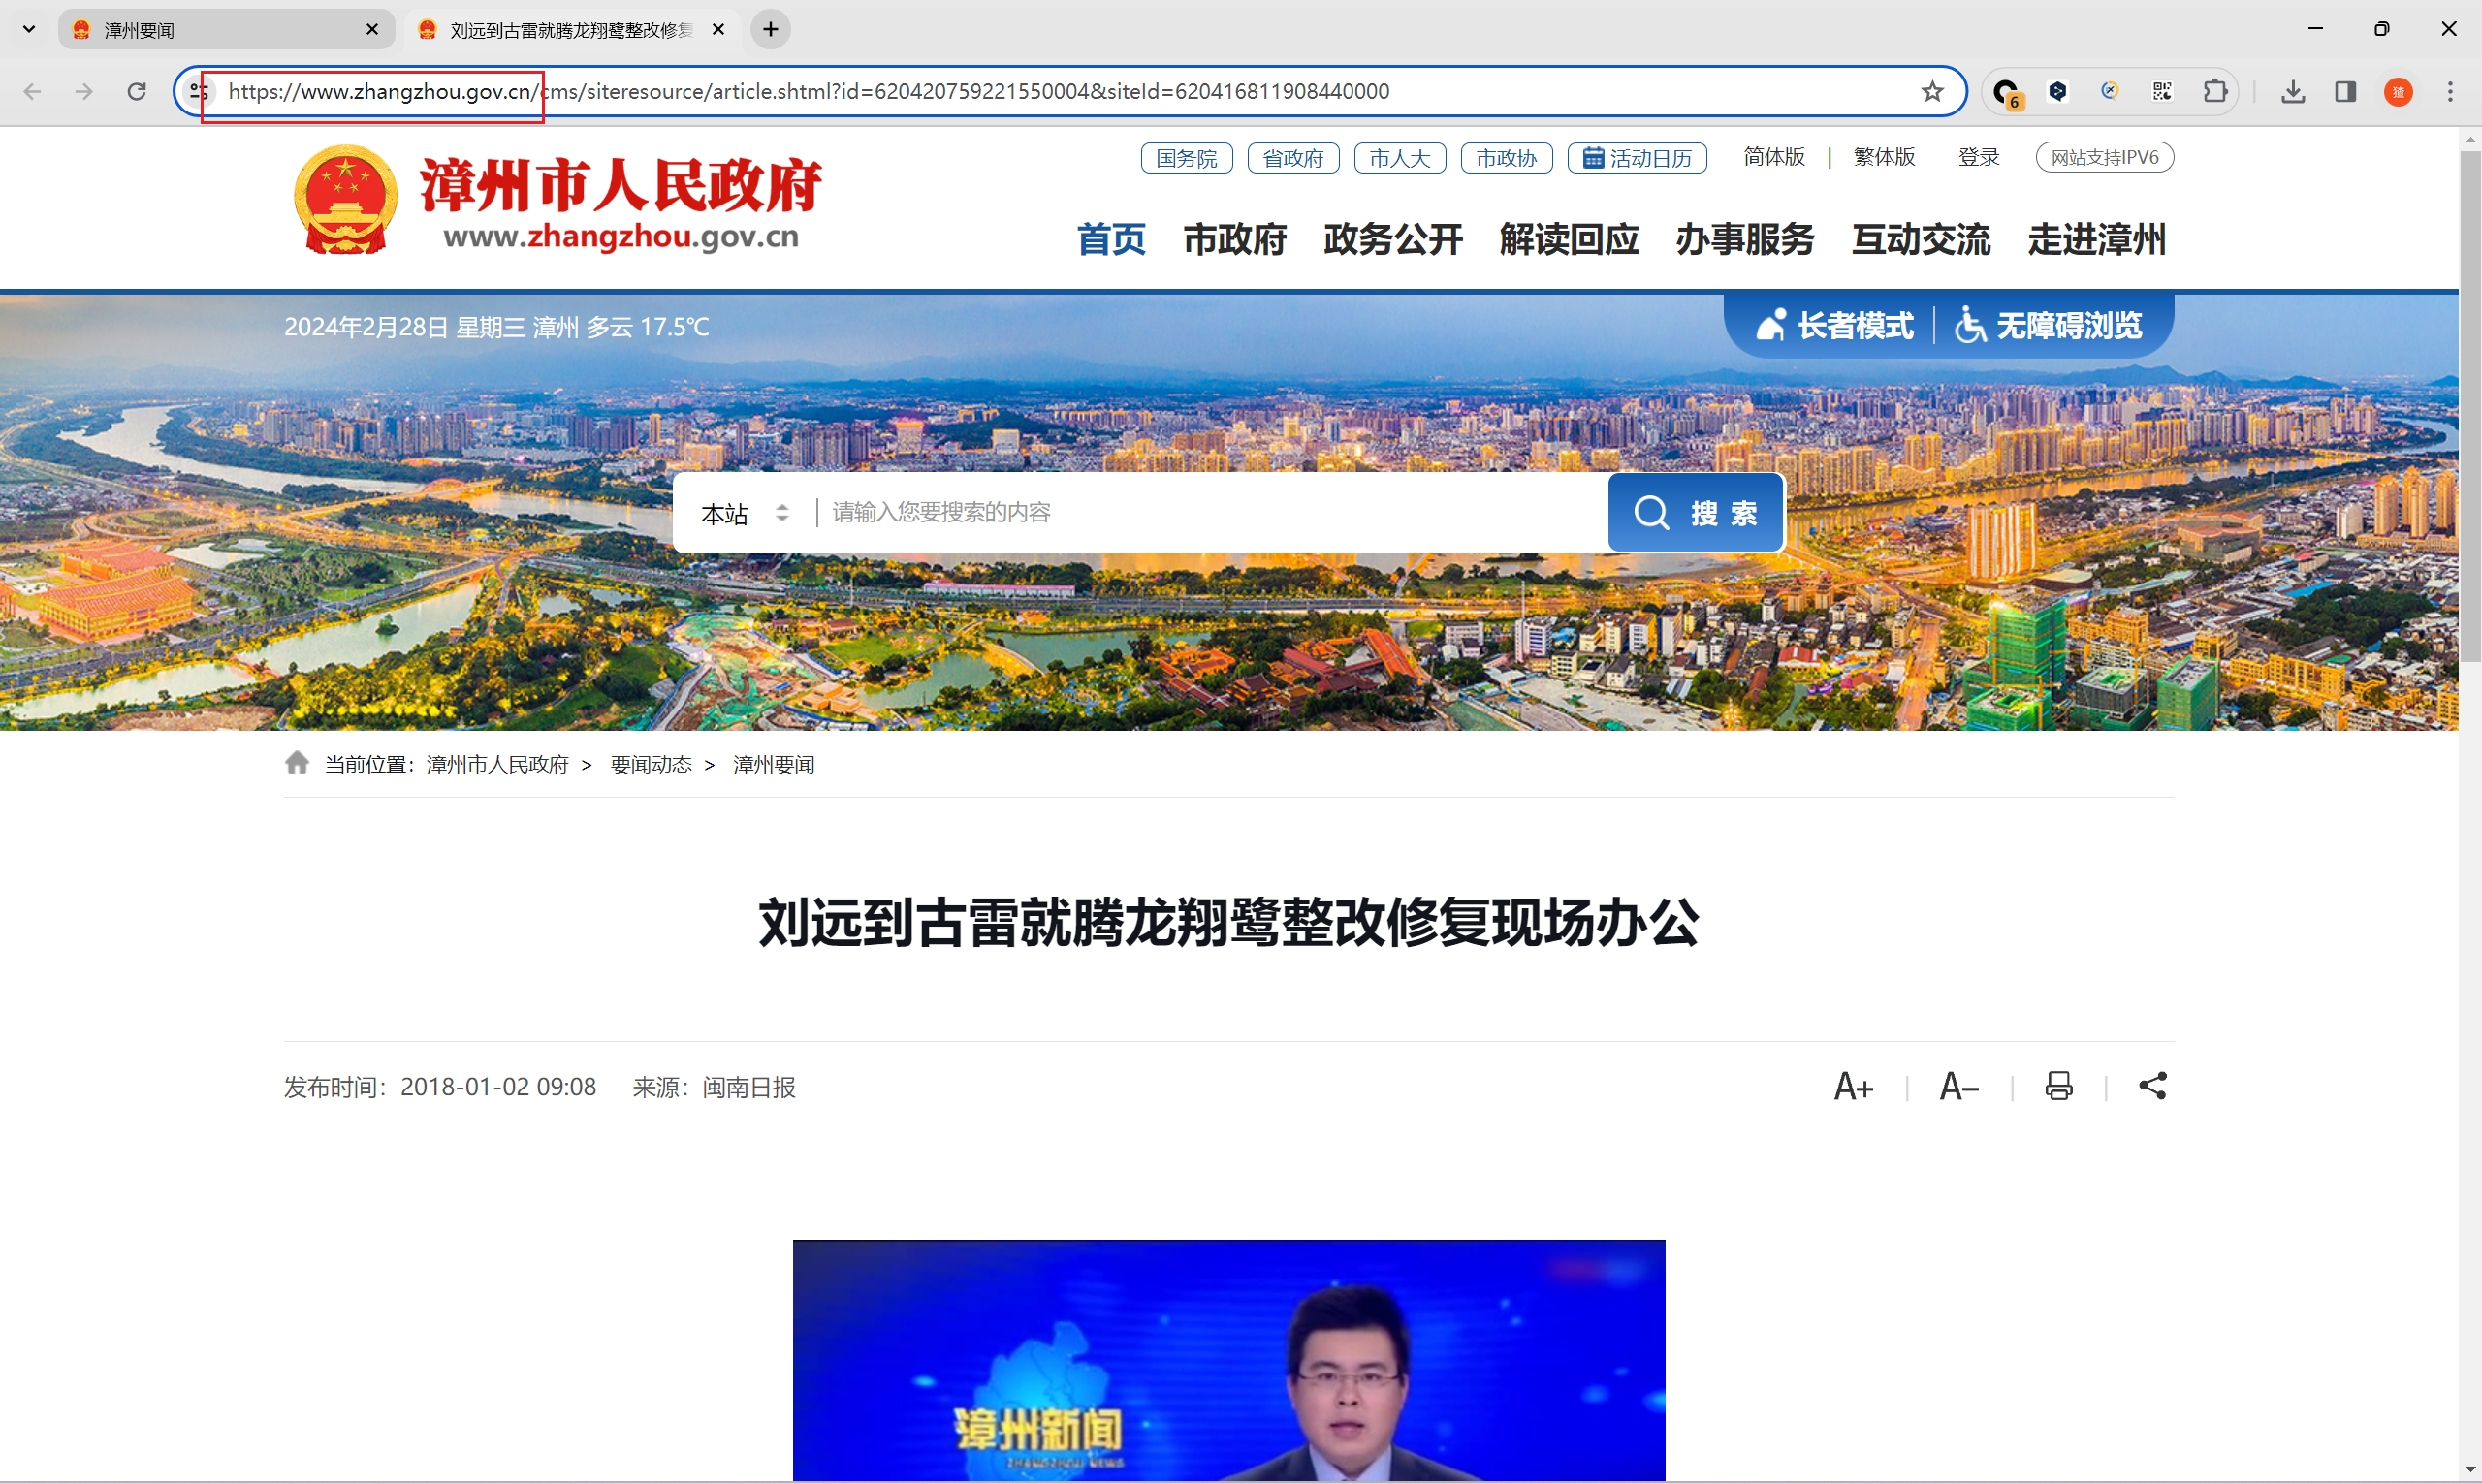 漳州要闻
刘远到古雷就腾龙翔鹭整改修复
https://www.zhangzhou.gov.cn/cms/siteresource/article.shtml?id=620420759221550004&siteId=620416811908440000
6
猹
国务院 省政府 市人大 市政协 活动日历 简体版 | 繁体版 登录 网站支持IPV6
漳州市人民政府
www.zhangzhou.gov.cn
首页 市政府 政务公开 解读回应 办事服务 互动交流 走进漳州
2024年2月28日 星期三 漳州 多云 17.5℃
长者模式 无障碍浏览
本站 请输入您要搜索的内容 搜 索
当前位置：漳州市人民政府 > 要闻动态 > 漳州要闻
刘远到古雷就腾龙翔鹭整改修复现场办公
发布时间：2018-01-02 09:08 来源：闽南日报
A+ | A− | |
漳州新闻
ZHANGZHOU NEWS